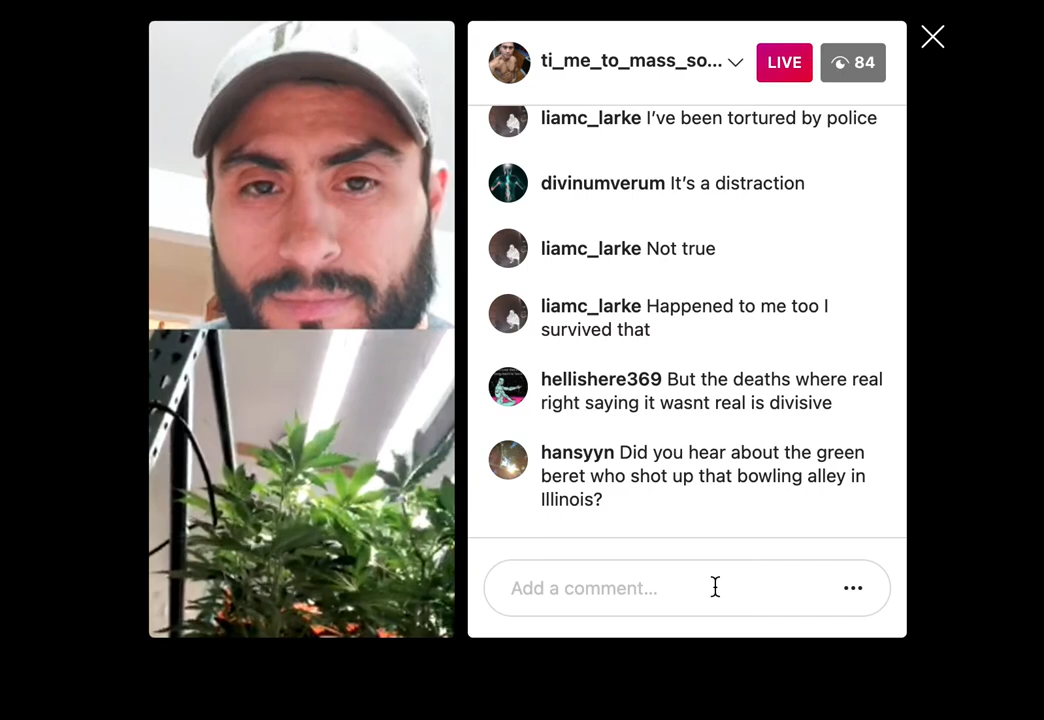 ti_me_to_mass_so...
LIVE
84
liamc_larke I’ve been tortured by police
divinumverum It’s a distraction
liamc_larke Not true
liamc_larke Happened to me too I
survived that
hellishere369 But the deaths where real
right saying it wasnt real is divisive
hansyyn Did you hear about the green
beret who shot up that bowling alley in
Illinois?
Add a comment...